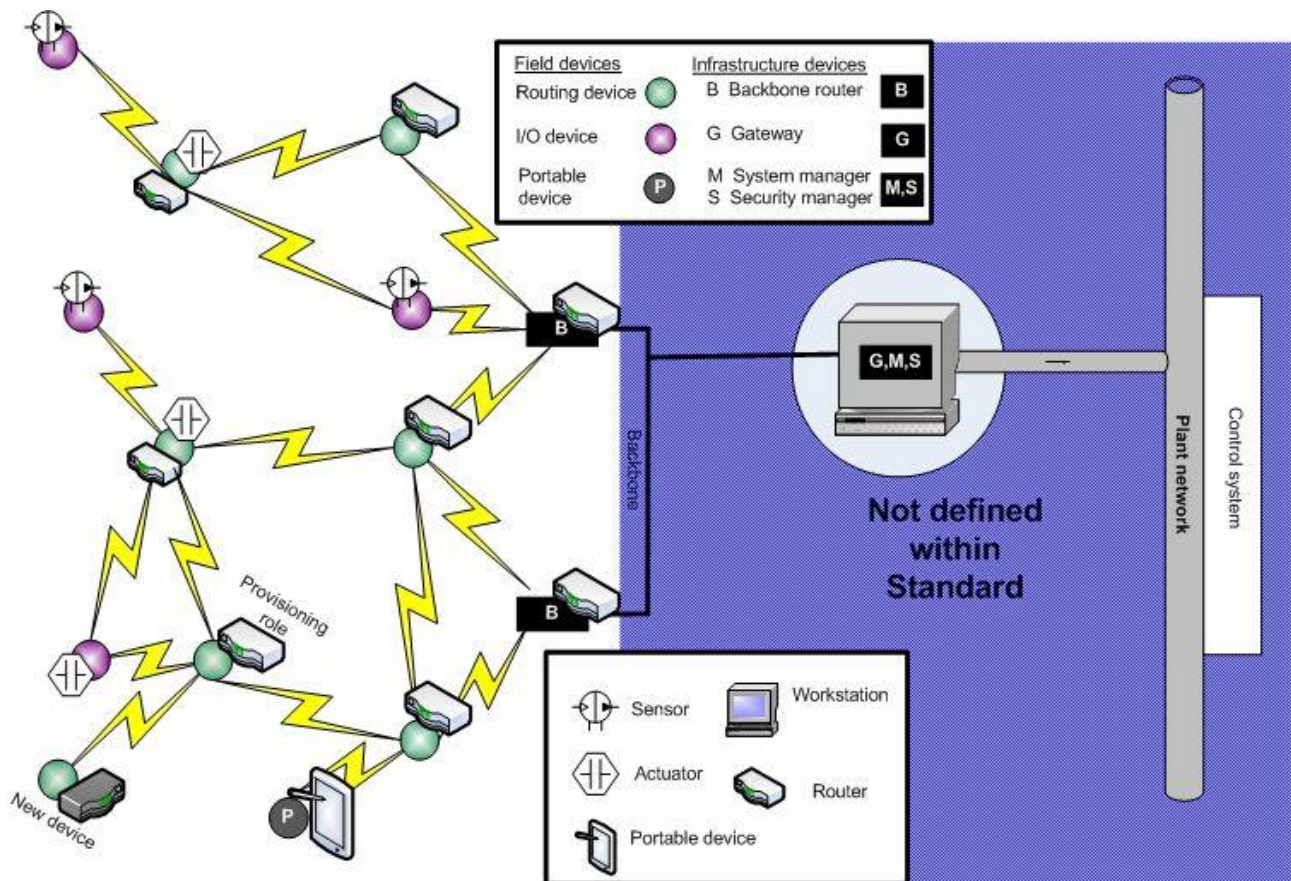 Field devices
Infrastructure devices
Routing device
B Backbone router
B
I/O device
G Gateway
G
Portable
device
P
M System manager
S Security manager
M,S
B
G,M,S
Backbone
Plant network
Control system
Not defined
within
Standard
B
Provisioning
role
New device
P
Sensor
Workstation
Actuator
Router
Portable device